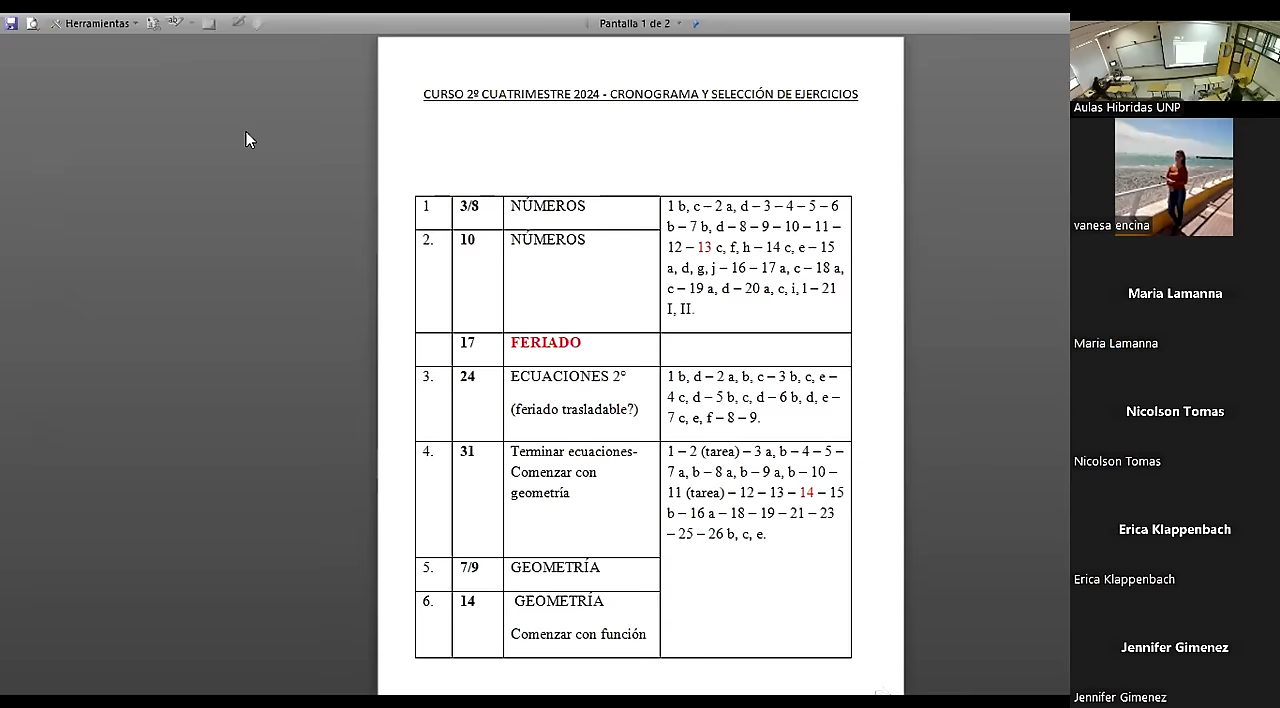 Herramientas
Pantalla 1 de 2
CURSO 2º CUATRIMESTRE 2024 - CRONOGRAMA Y SELECCIÓN DE EJERCICIOS
1 3/8 NÚMEROS
2. 10 NÚMEROS
1 b, c – 2 a, d – 3 – 4 – 5 – 6
b – 7 b, d – 8 – 9 – 10 – 11 –
12 – 13 c, f, h – 14 c, e – 15
a, d, g, j – 16 – 17 a, c – 18 a,
c – 19 a, d – 20 a, c, i, l – 21
I, II.
17 FERIADO
3. 24 ECUACIONES 2°
(feriado trasladable?)
1 b, d – 2 a, b, c – 3 b, c, e –
4 c, d – 5 b, c, d – 6 b, d, e –
7 c, e, f – 8 – 9.
4. 31 Terminar ecuaciones-
Comenzar con
geometría
1 – 2 (tarea) – 3 a, b – 4 – 5 –
7 a, b – 8 a, b – 9 a, b – 10 –
11 (tarea) – 12 – 13 – 14 – 15
b – 16 a – 18 – 19 – 21 – 23
– 25 – 26 b, c, e.
5. 7/9 GEOMETRÍA
6. 14 GEOMETRÍA
Comenzar con función
Aulas Hibridas UNP
vanesa encina
Maria Lamanna
Maria Lamanna
Nicolson Tomas
Nicolson Tomas
Erica Klappenbach
Erica Klappenbach
Jennifer Gimenez
Jennifer Gimenez